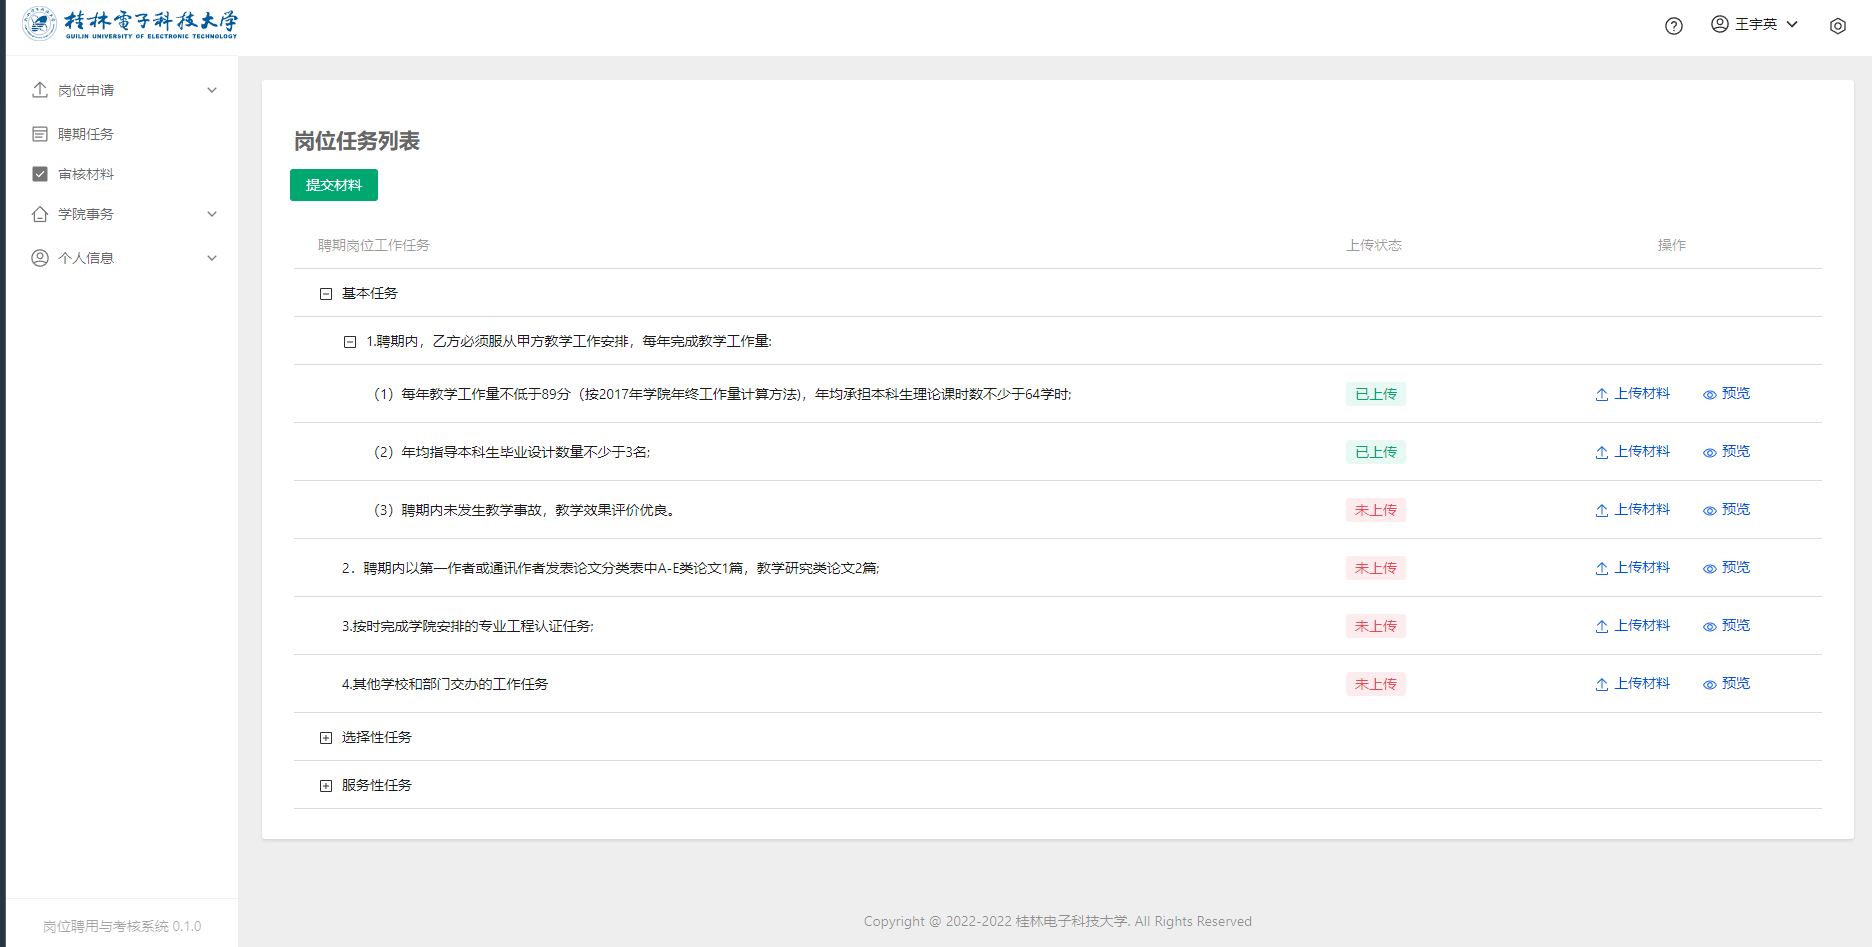 桂林電子科技大学
GUILIN UNIVERSITY OF ELECTRONIC TECHNOLOGY
王宇英
岗位申请
聘期任务
审核材料
学院事务
个人信息
岗位任务列表
提交材料
聘期岗位工作任务 上传状态 操作
基本任务
1.聘期内，乙方必须服从甲方教学工作安排，每年完成教学工作量:
（1）每年教学工作量不低于89分（按2017年学院年终工作量计算方法)，年均承担本科生理论课时数不少于64学时; 已上传 上传材料 预览
（2）年均指导本科生毕业设计数量不少于3名; 已上传 上传材料 预览
（3）聘期内未发生教学事故，教学效果评价优良。 未上传 上传材料 预览
2．聘期内以第一作者或通讯作者发表论文分类表中A-E类论文1篇，教学研究类论文2篇; 未上传 上传材料 预览
3.按时完成学院安排的专业工程认证任务; 未上传 上传材料 预览
4.其他学校和部门交办的工作任务 未上传 上传材料 预览
选择性任务
服务性任务
岗位聘用与考核系统 0.1.0
Copyright @ 2022-2022 桂林电子科技大学. All Rights Reserved